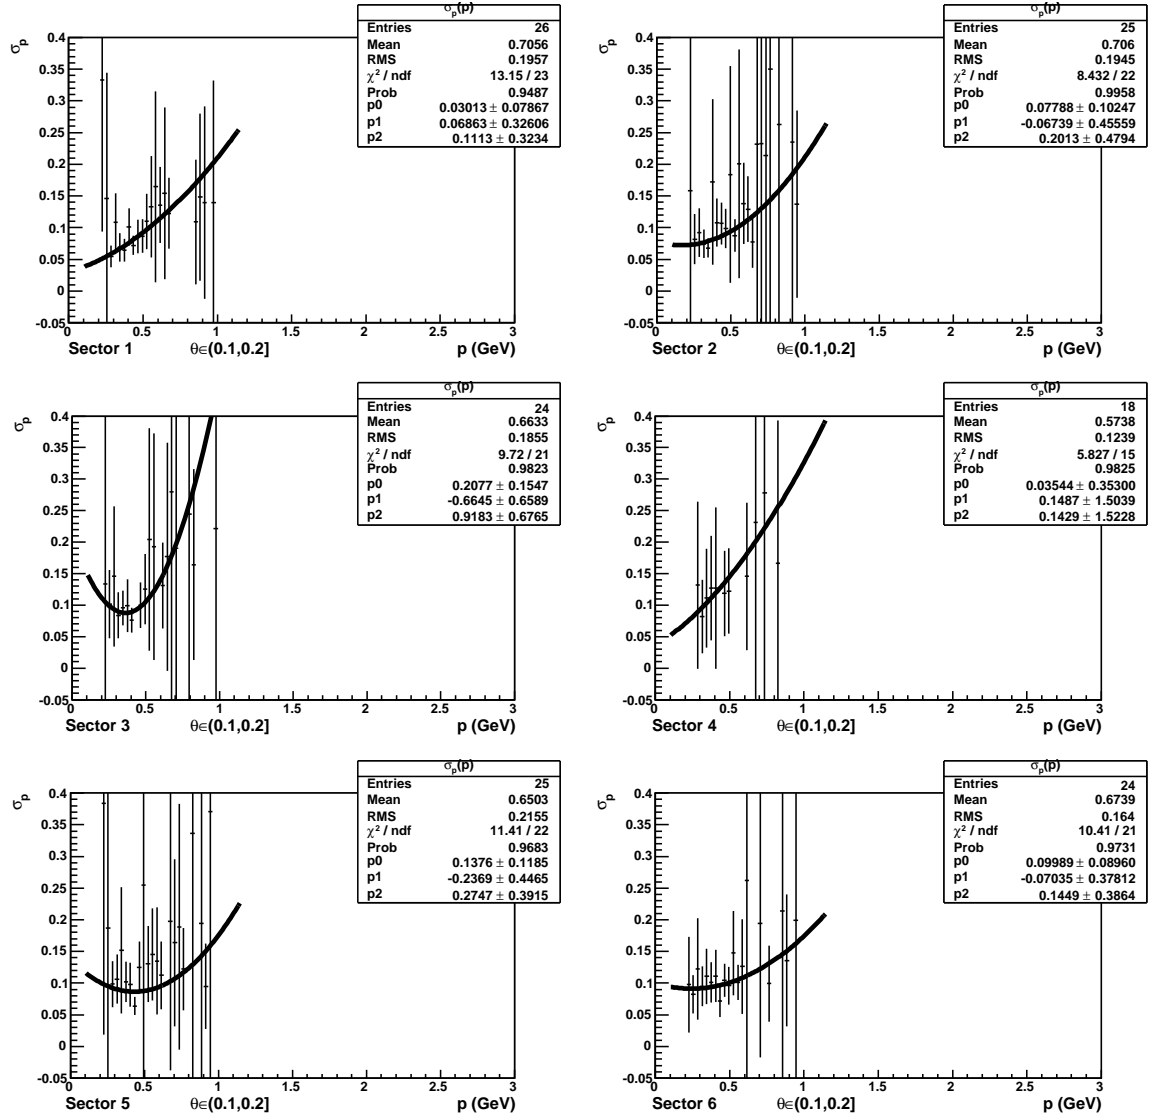 σp(p)
Entries 26
Mean 0.7056
RMS 0.1957
χ² / ndf 13.15 / 23
Prob 0.9487
p0 0.03013 ± 0.07867
p1 0.06863 ± 0.32606
p2 0.1113 ± 0.3234
σp
0.4
0.35
0.3
0.25
0.2
0.15
0.1
0.05
0
-0.05
0 0.5 1 1.5 2 2.5 3
Sector 1 θ∈(0.1,0.2] p (GeV)
σp(p)
Entries 25
Mean 0.706
RMS 0.1945
χ² / ndf 8.432 / 22
Prob 0.9958
p0 0.07788 ± 0.10247
p1 -0.06739 ± 0.45559
p2 0.2013 ± 0.4794
σp
0.4
0.35
0.3
0.25
0.2
0.15
0.1
0.05
0
-0.05
0 0.5 1 1.5 2 2.5 3
Sector 2 θ∈(0.1,0.2] p (GeV)
σp(p)
Entries 24
Mean 0.6633
RMS 0.1855
χ² / ndf 9.72 / 21
Prob 0.9823
p0 0.2077 ± 0.1547
p1 -0.6645 ± 0.6589
p2 0.9183 ± 0.6765
σp
0.4
0.35
0.3
0.25
0.2
0.15
0.1
0.05
0
-0.05
0 0.5 1 1.5 2 2.5 3
Sector 3 θ∈(0.1,0.2] p (GeV)
σp(p)
Entries 18
Mean 0.5738
RMS 0.1239
χ² / ndf 5.827 / 15
Prob 0.9825
p0 0.03544 ± 0.35300
p1 0.1487 ± 1.5039
p2 0.1429 ± 1.5228
σp
0.4
0.35
0.3
0.25
0.2
0.15
0.1
0.05
0
-0.05
0 0.5 1 1.5 2 2.5 3
Sector 4 θ∈(0.1,0.2] p (GeV)
σp(p)
Entries 25
Mean 0.6503
RMS 0.2155
χ² / ndf 11.41 / 22
Prob 0.9683
p0 0.1376 ± 0.1185
p1 -0.2369 ± 0.4465
p2 0.2747 ± 0.3915
σp
0.4
0.35
0.3
0.25
0.2
0.15
0.1
0.05
0
-0.05
0 0.5 1 1.5 2 2.5 3
Sector 5 θ∈(0.1,0.2] p (GeV)
σp(p)
Entries 24
Mean 0.6739
RMS 0.164
χ² / ndf 10.41 / 21
Prob 0.9731
p0 0.09989 ± 0.08960
p1 -0.07035 ± 0.37812
p2 0.1449 ± 0.3864
σp
0.4
0.35
0.3
0.25
0.2
0.15
0.1
0.05
0
-0.05
0 0.5 1 1.5 2 2.5 3
Sector 6 θ∈(0.1,0.2] p (GeV)